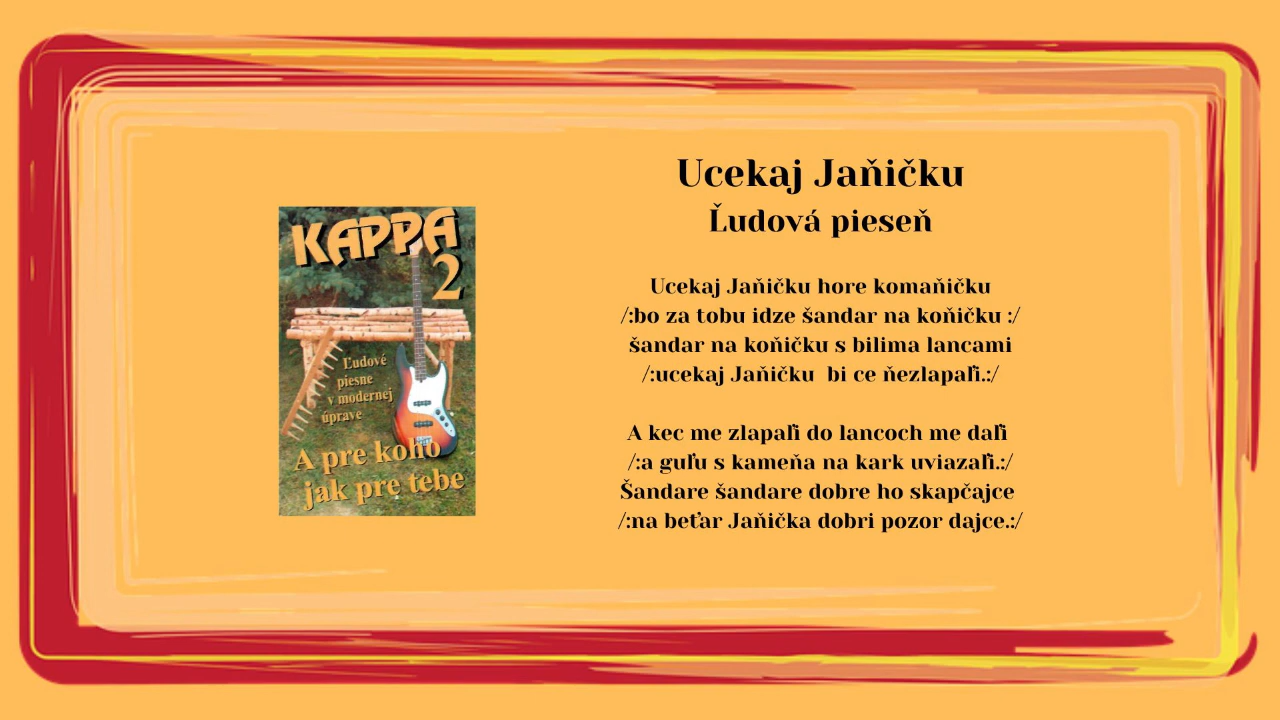 KAPPA
2
Ľudové
piesne
v modernej
úprave
A pre koho
jak pre tebe
Ucekaj Jaňičku
Ľudová pieseň
Ucekaj Jaňičku hore komaňičku
/:bo za tobu idze šandar na koňičku :/
šandar na koňičku s bilima lancami
/:ucekaj Jaňičku bi ce ňezlapaľi.:/
A kec me zlapaľi do lancoch me daľi
/:a guľu s kameňa na kark uviazaľi.:/
Šandare šandare dobre ho skapčajce
/:na beťar Jaňička dobri pozor dajce.:/